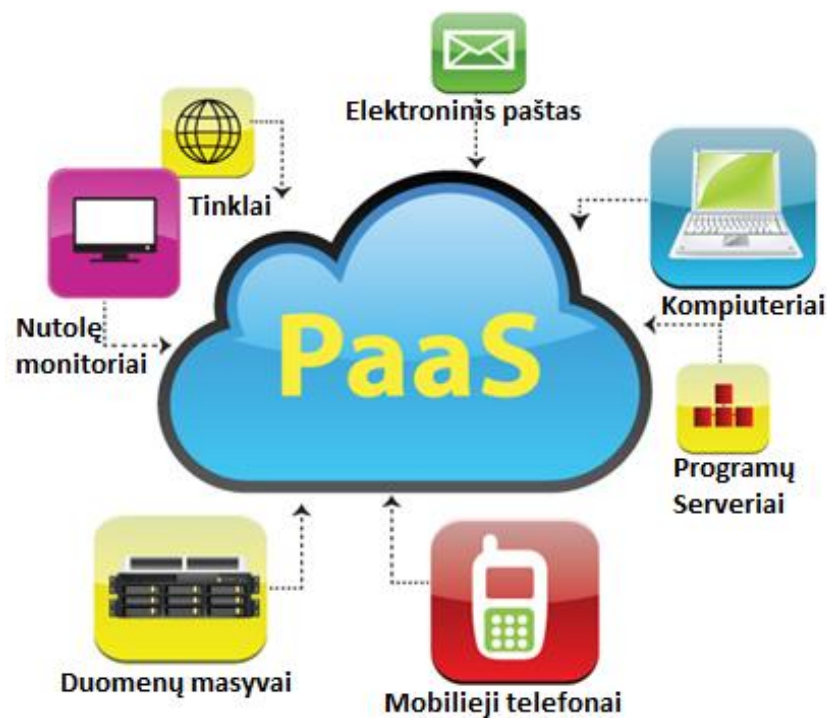 Elektroninis paštas
Tinklai
Kompiuteriai
Nutolę
monitoriai
PaaS
Programų
Serveriai
Duomenų masyvai
Mobilieji telefonai